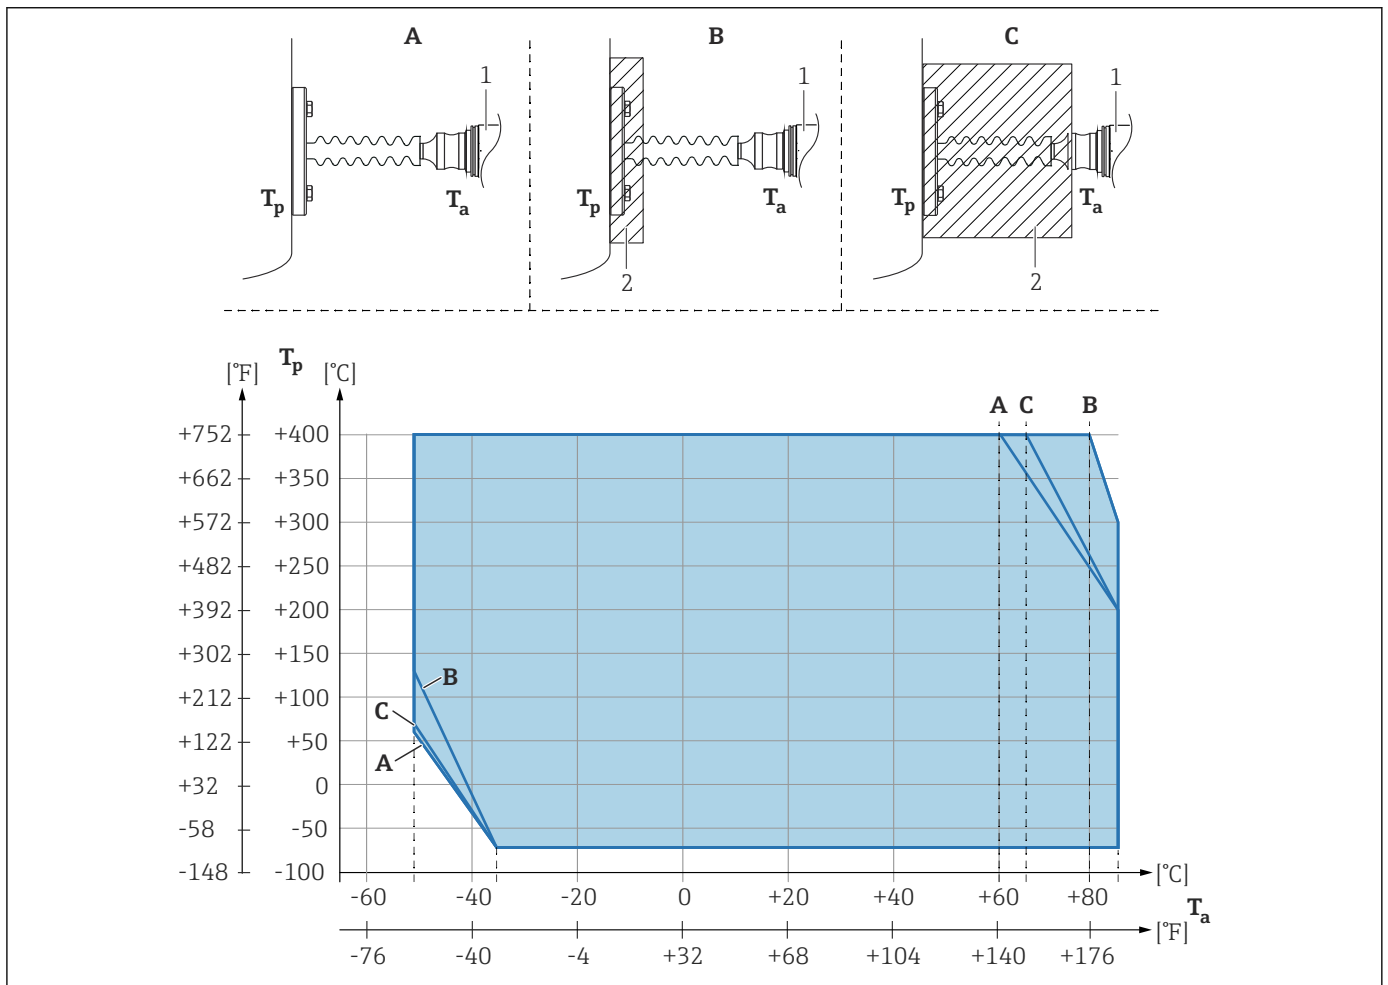 A B C
1 1 1
Tp Ta Tp Ta Tp Ta
2 2
Tp
[°F] [°C]
A C B
+752 +400
+662 +350
+572 +300
+482 +250
+392 +200
+302 +150
+212 +100
+122 +50
+32 0
-58 -50
-148 -100
B
C
A
[°C]
-60 -40 -20 0 +20 +40 +60 +80
Ta
[°F]
-76 -40 -4 +32 +68 +104 +140 +176